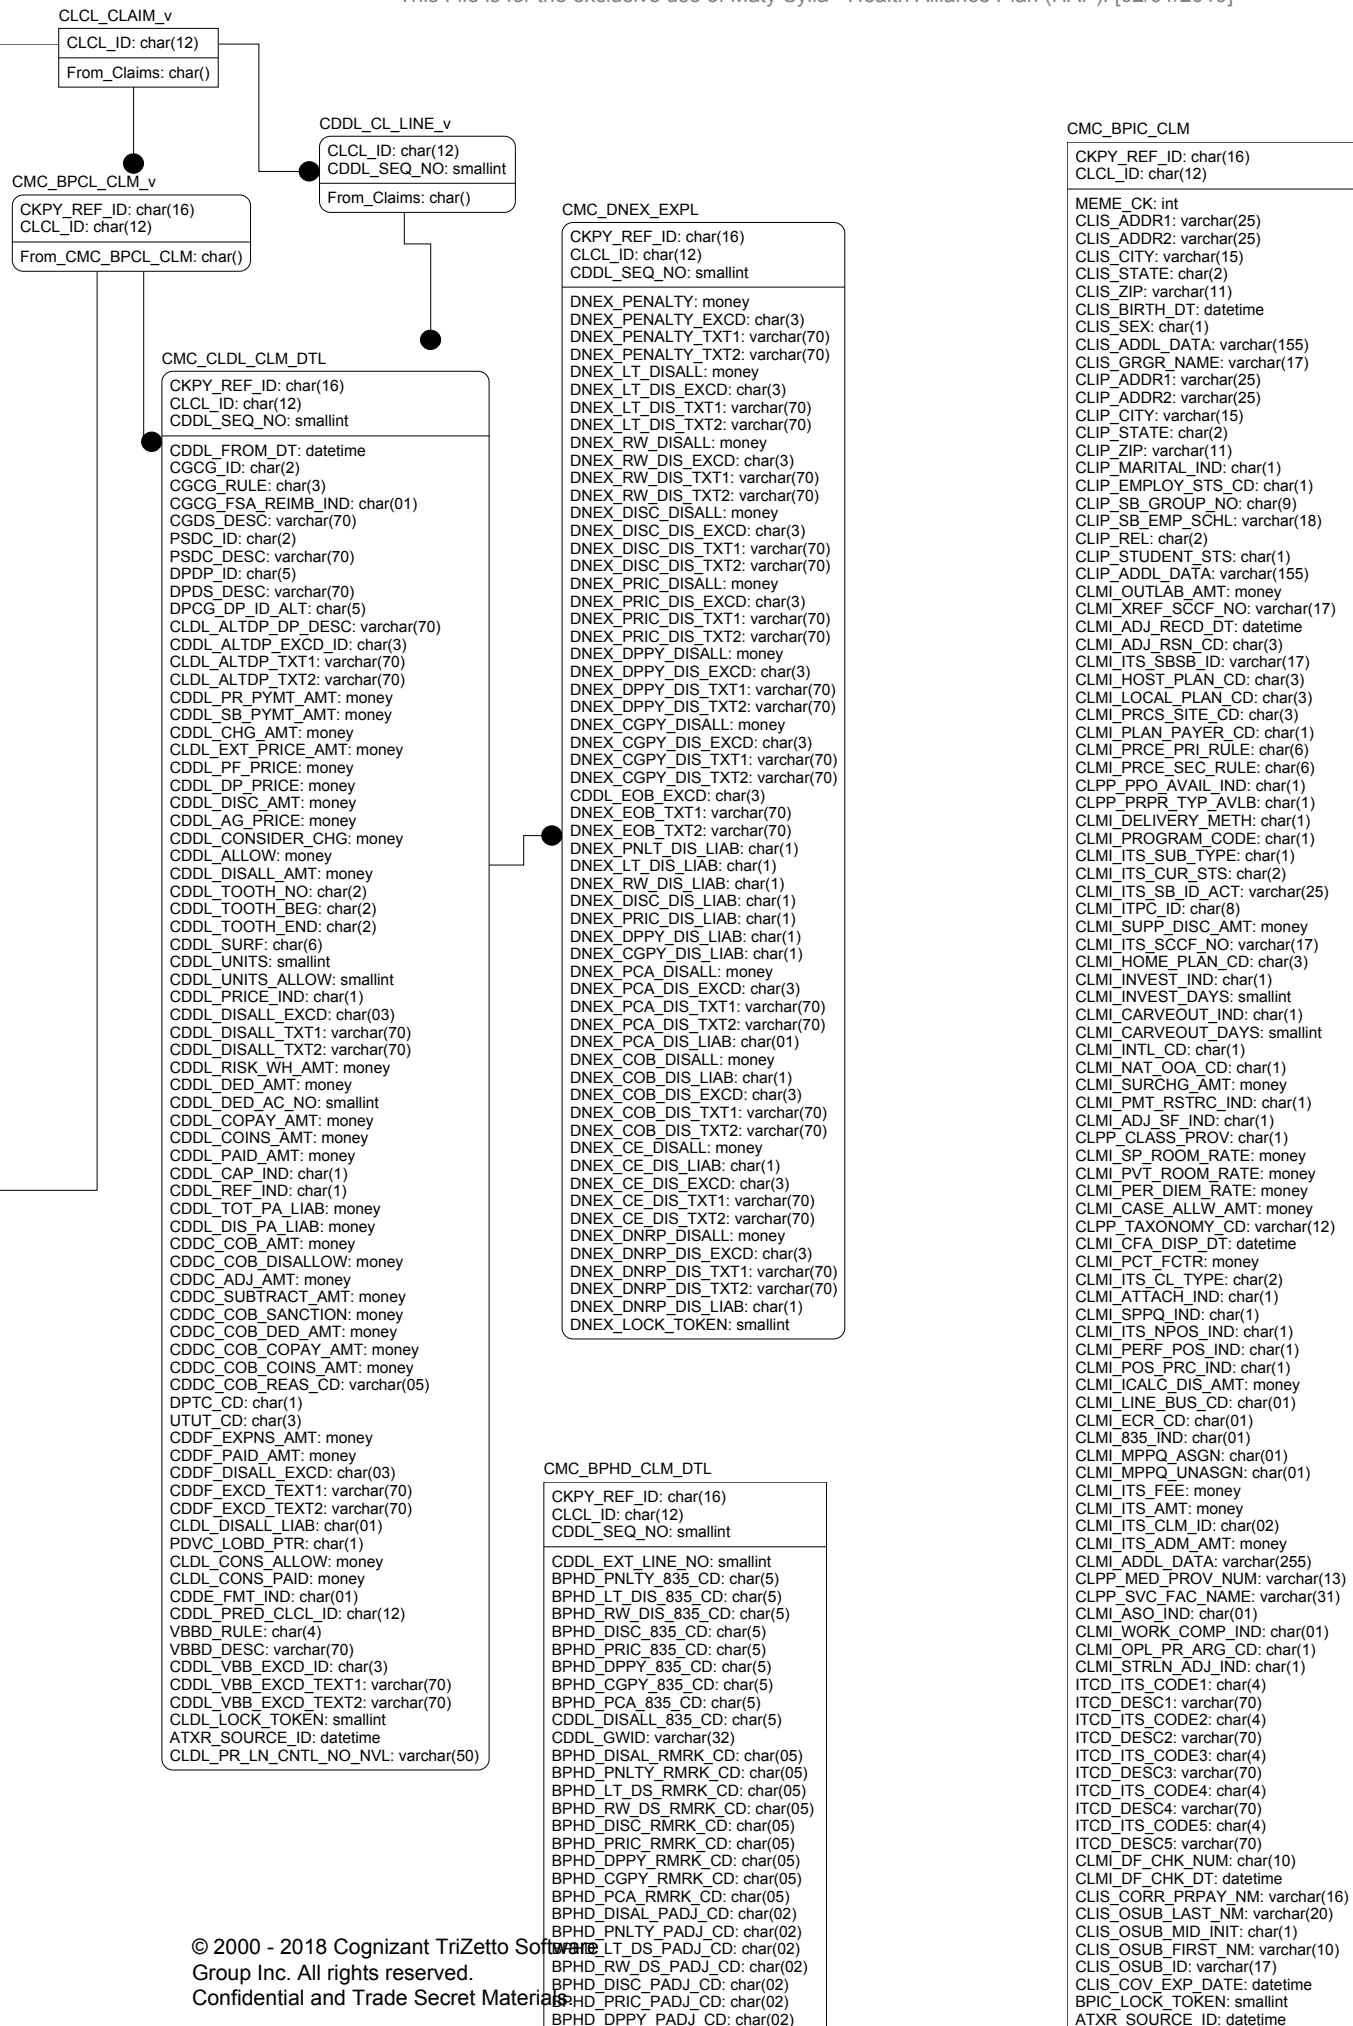 CLCL_CLAIM_v
CLCL_ID: char(12)
From_Claims: char()
CDDL_CL_LINE_v
CLCL_ID: char(12)
CDDL_SEQ_NO: smallint
From_Claims: char()
CMC_BPCL_CLM_v
CKPY_REF_ID: char(16)
CLCL_ID: char(12)
From_CMC_BPCL_CLM: char()
CMC_CLDL_CLM_DTL
CKPY_REF_ID: char(16)
CLCL_ID: char(12)
CDDL_SEQ_NO: smallint
CDDL_FROM_DT: datetime
CGCG_ID: char(2)
CGCG_RULE: char(3)
CGCG_FSA_REIMB_IND: char(01)
CGDS_DESC: varchar(70)
PSDC_ID: char(2)
PSDC_DESC: varchar(70)
DPDP_ID: char(5)
DPDS_DESC: varchar(70)
DPCG_DP_ID_ALT: char(5)
CLDL_ALTDP_DP_DESC: varchar(70)
CDDL_ALTDP_EXCD_ID: char(3)
CLDL_ALTDP_TXT1: varchar(70)
CLDL_ALTDP_TXT2: varchar(70)
CDDL_PR_PYMT_AMT: money
CDDL_SB_PYMT_AMT: money
CDDL_CHG_AMT: money
CLDL_EXT_PRICE_AMT: money
CDDL_PF_PRICE: money
CDDL_DP_PRICE: money
CDDL_DISC_AMT: money
CDDL_AG_PRICE: money
CDDL_CONSIDER_CHG: money
CDDL_ALLOW: money
CDDL_DISALL_AMT: money
CDDL_TOOTH_NO: char(2)
CDDL_TOOTH_BEG: char(2)
CDDL_TOOTH_END: char(2)
CDDL_SURF: char(6)
CDDL_UNITS: smallint
CDDL_UNITS_ALLOW: smallint
CDDL_PRICE_IND: char(1)
CDDL_DISALL_EXCD: char(03)
CDDL_DISALL_TXT1: varchar(70)
CDDL_DISALL_TXT2: varchar(70)
CDDL_RISK_WH_AMT: money
CDDL_DED_AMT: money
CDDL_DED_AC_NO: smallint
CDDL_COPAY_AMT: money
CDDL_COINS_AMT: money
CDDL_PAID_AMT: money
CDDL_CAP_IND: char(1)
CDDL_REF_IND: char(1)
CDDL_TOT_PA_LIAB: money
CDDL_DIS_PA_LIAB: money
CDDC_COB_AMT: money
CDDC_COB_DISALLOW: money
CDDC_ADJ_AMT: money
CDDC_SUBTRACT_AMT: money
CDDC_COB_SANCTION: money
CDDC_COB_DED_AMT: money
CDDC_COB_COPAY_AMT: money
CDDC_COB_COINS_AMT: money
CDDC_COB_REAS_CD: varchar(05)
DPTC_CD: char(1)
UTUT_CD: char(3)
CDDF_EXPNS_AMT: money
CDDF_PAID_AMT: money
CDDF_DISALL_EXCD: char(03)
CDDF_EXCD_TEXT1: varchar(70)
CDDF_EXCD_TEXT2: varchar(70)
CLDL_DISALL_LIAB: char(01)
PDVC_LOBD_PTR: char(1)
CLDL_CONS_ALLOW: money
CLDL_CONS_PAID: money
CDDE_FMT_IND: char(01)
CDDL_PRED_CLCL_ID: char(12)
VBBD_RULE: char(4)
VBBD_DESC: varchar(70)
CDDL_VBB_EXCD_ID: char(3)
CDDL_VBB_EXCD_TEXT1: varchar(70)
CDDL_VBB_EXCD_TEXT2: varchar(70)
CLDL_LOCK_TOKEN: smallint
ATXR_SOURCE_ID: datetime
CLDL_PR_LN_CNTL_NO_NVL: varchar(50)
CMC_DNEX_EXPL
CKPY_REF_ID: char(16)
CLCL_ID: char(12)
CDDL_SEQ_NO: smallint
DNEX_PENALTY: money
DNEX_PENALTY_EXCD: char(3)
DNEX_PENALTY_TXT1: varchar(70)
DNEX_PENALTY_TXT2: varchar(70)
DNEX_LT_DISALL: money
DNEX_LT_DIS_EXCD: char(3)
DNEX_LT_DIS_TXT1: varchar(70)
DNEX_LT_DIS_TXT2: varchar(70)
DNEX_RW_DISALL: money
DNEX_RW_DIS_EXCD: char(3)
DNEX_RW_DIS_TXT1: varchar(70)
DNEX_RW_DIS_TXT2: varchar(70)
DNEX_DISC_DISALL: money
DNEX_DISC_DIS_EXCD: char(3)
DNEX_DISC_DIS_TXT1: varchar(70)
DNEX_DISC_DIS_TXT2: varchar(70)
DNEX_PRIC_DISALL: money
DNEX_PRIC_DIS_EXCD: char(3)
DNEX_PRIC_DIS_TXT1: varchar(70)
DNEX_PRIC_DIS_TXT2: varchar(70)
DNEX_DPPY_DISALL: money
DNEX_DPPY_DIS_EXCD: char(3)
DNEX_DPPY_DIS_TXT1: varchar(70)
DNEX_DPPY_DIS_TXT2: varchar(70)
DNEX_CGPY_DISALL: money
DNEX_CGPY_DIS_EXCD: char(3)
DNEX_CGPY_DIS_TXT1: varchar(70)
DNEX_CGPY_DIS_TXT2: varchar(70)
CDDL_EOB_EXCD: char(3)
DNEX_EOB_TXT1: varchar(70)
DNEX_EOB_TXT2: varchar(70)
DNEX_PNLT_DIS_LIAB: char(1)
DNEX_LT_DIS_LIAB: char(1)
DNEX_RW_DIS_LIAB: char(1)
DNEX_DISC_DIS_LIAB: char(1)
DNEX_PRIC_DIS_LIAB: char(1)
DNEX_DPPY_DIS_LIAB: char(1)
DNEX_CGPY_DIS_LIAB: char(1)
DNEX_PCA_DISALL: money
DNEX_PCA_DIS_EXCD: char(3)
DNEX_PCA_DIS_TXT1: varchar(70)
DNEX_PCA_DIS_TXT2: varchar(70)
DNEX_PCA_DIS_LIAB: char(01)
DNEX_COB_DISALL: money
DNEX_COB_DIS_LIAB: char(1)
DNEX_COB_DIS_EXCD: char(3)
DNEX_COB_DIS_TXT1: varchar(70)
DNEX_COB_DIS_TXT2: varchar(70)
DNEX_CE_DISALL: money
DNEX_CE_DIS_LIAB: char(1)
DNEX_CE_DIS_EXCD: char(3)
DNEX_CE_DIS_TXT1: varchar(70)
DNEX_CE_DIS_TXT2: varchar(70)
DNEX_DNRP_DISALL: money
DNEX_DNRP_DIS_EXCD: char(3)
DNEX_DNRP_DIS_TXT1: varchar(70)
DNEX_DNRP_DIS_TXT2: varchar(70)
DNEX_DNRP_DIS_LIAB: char(1)
DNEX_LOCK_TOKEN: smallint
CMC_BPHD_CLM_DTL
CKPY_REF_ID: char(16)
CLCL_ID: char(12)
CDDL_SEQ_NO: smallint
CDDL_EXT_LINE_NO: smallint
BPHD_PNLTY_835_CD: char(5)
BPHD_LT_DIS_835_CD: char(5)
BPHD_RW_DIS_835_CD: char(5)
BPHD_DISC_835_CD: char(5)
BPHD_PRIC_835_CD: char(5)
BPHD_DPPY_835_CD: char(5)
BPHD_CGPY_835_CD: char(5)
BPHD_PCA_835_CD: char(5)
CDDL_DISALL_835_CD: char(5)
CDDL_GWID: varchar(32)
BPHD_DISAL_RMRK_CD: char(05)
BPHD_PNLTY_RMRK_CD: char(05)
BPHD_LT_DS_RMRK_CD: char(05)
BPHD_RW_DS_RMRK_CD: char(05)
BPHD_DISC_RMRK_CD: char(05)
BPHD_PRIC_RMRK_CD: char(05)
BPHD_DPPY_RMRK_CD: char(05)
BPHD_CGPY_RMRK_CD: char(05)
BPHD_PCA_RMRK_CD: char(05)
BPHD_DISAL_PADJ_CD: char(02)
BPHD_PNLTY_PADJ_CD: char(02)
BPHD_LT_DS_PADJ_CD: char(02)
BPHD_RW_DS_PADJ_CD: char(02)
BPHD_DISC_PADJ_CD: char(02)
BPHD_PRIC_PADJ_CD: char(02)
BPHD_DPPY_PADJ_CD: char(02)
CMC_BPIC_CLM
CKPY_REF_ID: char(16)
CLCL_ID: char(12)
MEME_CK: int
CLIS_ADDR1: varchar(25)
CLIS_ADDR2: varchar(25)
CLIS_CITY: varchar(15)
CLIS_STATE: char(2)
CLIS_ZIP: varchar(11)
CLIS_BIRTH_DT: datetime
CLIS_SEX: char(1)
CLIS_ADDL_DATA: varchar(155)
CLIS_GRGR_NAME: varchar(17)
CLIP_ADDR1: varchar(25)
CLIP_ADDR2: varchar(25)
CLIP_CITY: varchar(15)
CLIP_STATE: char(2)
CLIP_ZIP: varchar(11)
CLIP_MARITAL_IND: char(1)
CLIP_EMPLOY_STS_CD: char(1)
CLIP_SB_GROUP_NO: char(9)
CLIP_SB_EMP_SCHL: varchar(18)
CLIP_REL: char(2)
CLIP_STUDENT_STS: char(1)
CLIP_ADDL_DATA: varchar(155)
CLMI_OUTLAB_AMT: money
CLMI_XREF_SCCF_NO: varchar(17)
CLMI_ADJ_RECD_DT: datetime
CLMI_ADJ_RSN_CD: char(3)
CLMI_ITS_SBSB_ID: varchar(17)
CLMI_HOST_PLAN_CD: char(3)
CLMI_LOCAL_PLAN_CD: char(3)
CLMI_PRCS_SITE_CD: char(3)
CLMI_PLAN_PAYER_CD: char(1)
CLMI_PRCE_PRI_RULE: char(6)
CLMI_PRCE_SEC_RULE: char(6)
CLPP_PPO_AVAIL_IND: char(1)
CLPP_PRPR_TYP_AVLB: char(1)
CLMI_DELIVERY_METH: char(1)
CLMI_PROGRAM_CODE: char(1)
CLMI_ITS_SUB_TYPE: char(1)
CLMI_ITS_CUR_STS: char(2)
CLMI_ITS_SB_ID_ACT: varchar(25)
CLMI_ITPC_ID: char(8)
CLMI_SUPP_DISC_AMT: money
CLMI_ITS_SCCF_NO: varchar(17)
CLMI_HOME_PLAN_CD: char(3)
CLMI_INVEST_IND: char(1)
CLMI_INVEST_DAYS: smallint
CLMI_CARVEOUT_IND: char(1)
CLMI_CARVEOUT_DAYS: smallint
CLMI_INTL_CD: char(1)
CLMI_NAT_OOA_CD: char(1)
CLMI_SURCHG_AMT: money
CLMI_PMT_RSTRC_IND: char(1)
CLMI_ADJ_SF_IND: char(1)
CLPP_CLASS_PROV: char(1)
CLMI_SP_ROOM_RATE: money
CLMI_PVT_ROOM_RATE: money
CLMI_PER_DIEM_RATE: money
CLMI_CASE_ALLW_AMT: money
CLPP_TAXONOMY_CD: varchar(12)
CLMI_CFA_DISP_DT: datetime
CLMI_PCT_FCTR: money
CLMI_ITS_CL_TYPE: char(2)
CLMI_ATTACH_IND: char(1)
CLMI_SPPQ_IND: char(1)
CLMI_ITS_NPOS_IND: char(1)
CLMI_PERF_POS_IND: char(1)
CLMI_POS_PRC_IND: char(1)
CLMI_ICALC_DIS_AMT: money
CLMI_LINE_BUS_CD: char(01)
CLMI_ECR_CD: char(01)
CLMI_835_IND: char(01)
CLMI_MPPQ_ASGN: char(01)
CLMI_MPPQ_UNASGN: char(01)
CLMI_ITS_FEE: money
CLMI_ITS_AMT: money
CLMI_ITS_CLM_ID: char(02)
CLMI_ITS_ADM_AMT: money
CLMI_ADDL_DATA: varchar(255)
CLPP_MED_PROV_NUM: varchar(13)
CLPP_SVC_FAC_NAME: varchar(31)
CLMI_ASO_IND: char(01)
CLMI_WORK_COMP_IND: char(01)
CLMI_OPL_PR_ARG_CD: char(1)
CLMI_STRLN_ADJ_IND: char(1)
ITCD_ITS_CODE1: char(4)
ITCD_DESC1: varchar(70)
ITCD_ITS_CODE2: char(4)
ITCD_DESC2: varchar(70)
ITCD_ITS_CODE3: char(4)
ITCD_DESC3: varchar(70)
ITCD_ITS_CODE4: char(4)
ITCD_DESC4: varchar(70)
ITCD_ITS_CODE5: char(4)
ITCD_DESC5: varchar(70)
CLMI_DF_CHK_NUM: char(10)
CLMI_DF_CHK_DT: datetime
CLIS_CORR_PRPAY_NM: varchar(16)
CLIS_OSUB_LAST_NM: varchar(20)
CLIS_OSUB_MID_INIT: char(1)
CLIS_OSUB_FIRST_NM: varchar(10)
CLIS_OSUB_ID: varchar(17)
CLIS_COV_EXP_DATE: datetime
BPIC_LOCK_TOKEN: smallint
ATXR_SOURCE_ID: datetime
© 2000 - 2018 Cognizant TriZetto Software
Group Inc. All rights reserved.
Confidential and Trade Secret Materials.